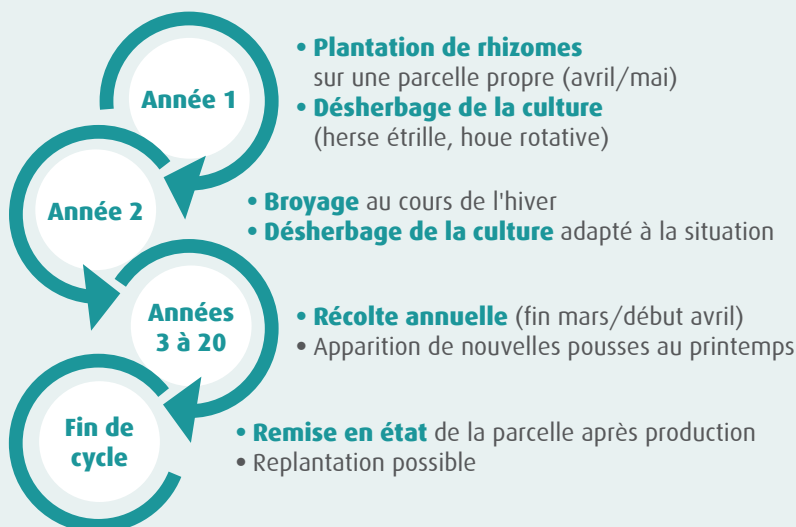 Année 1
• Plantation de rhizomes
sur une parcelle propre (avril/mai)
• Désherbage de la culture
(herse étrille, houe rotative)
Année 2
• Broyage au cours de l'hiver
• Désherbage de la culture adapté à la situation
Années
3 à 20
• Récolte annuelle (fin mars/début avril)
• Apparition de nouvelles pousses au printemps
Fin de
cycle
• Remise en état de la parcelle après production
• Replantation possible